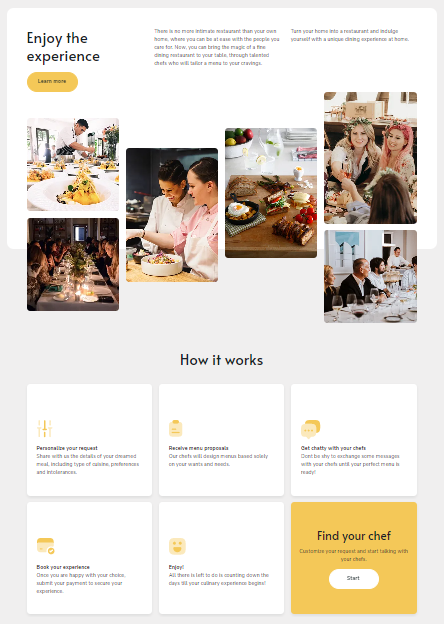 Enjoy the
experience
Learn more
There is no more intimate restaurant than your own
home, where you can be at ease with the people you
care for. Now, you can bring the magic of a fine
dining restaurant to your table, through talented
chefs who will tailor a menu to your cravings.
Turn your home into a restaurant and indulge
yourself with a unique dining experience at home.
How it works
Personalize your request
Share with us the details of your dreamed
meal, including type of cuisine, preferences
and intolerances.
Receive menu proposals
Our chefs will design menus based solely
on your wants and needs.
Get chatty with your chefs
Dont be shy to exchange some messages
with your chefs until your perfect menu is
ready!
Book your experience
Once you are happy with your choice,
submit your payment to secure your
experience.
Enjoy!
All there is left to do is counting down the
days till your culinary experience begins!
Find your chef
Customize your request and start talking with
your chefs.
Start